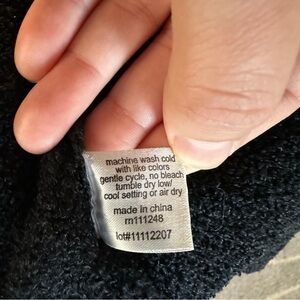 machine wash cold
with like colors
gentle cycle, no bleach
tumble dry low/
cool setting or air dry
made in china
rn111248
lot#11112207